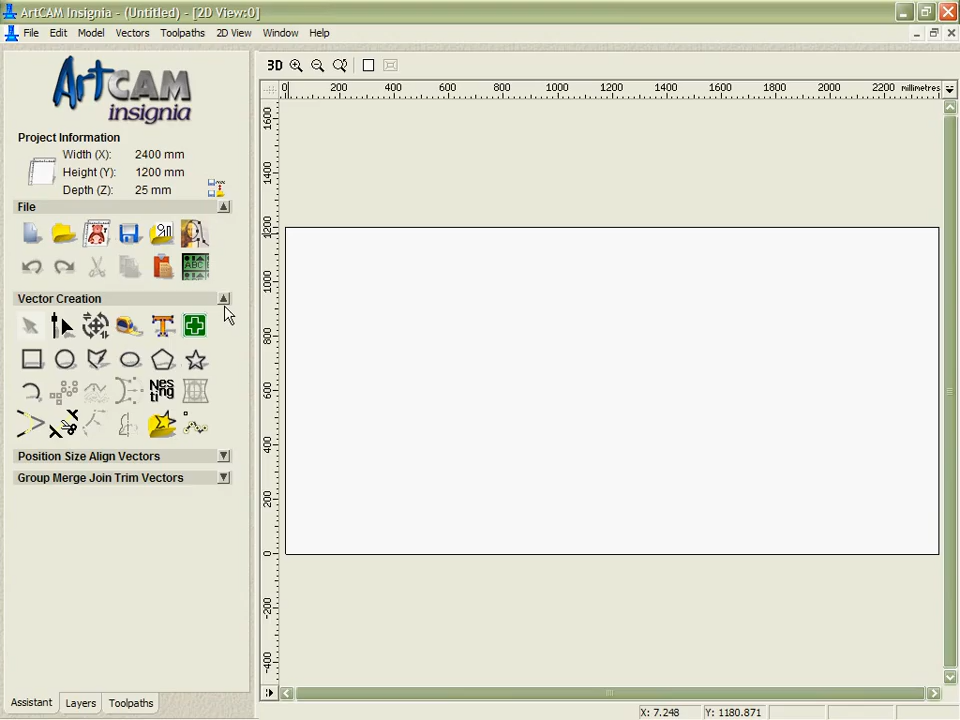 ArtCAM Insignia - (Untitled) - [2D View:0]
File Edit Model Vectors Toolpaths 2D View Window Help
3D
ArtCAM
insignia
0 200 400 600 800 1000 1200 1400 1600 1800 2000 2200 millimetres
Project Information
Width (X): 2400 mm
Height (Y): 1200 mm
Depth (Z): 25 mm
File
ABC
Vector Creation
T
Nes
ting
Position Size Align Vectors
Group Merge Join Trim Vectors
1600
1400
1200
1000
800
600
400
200
0
-200
-400
Assistant Layers Toolpaths
X: 7.248 Y: 1180.871